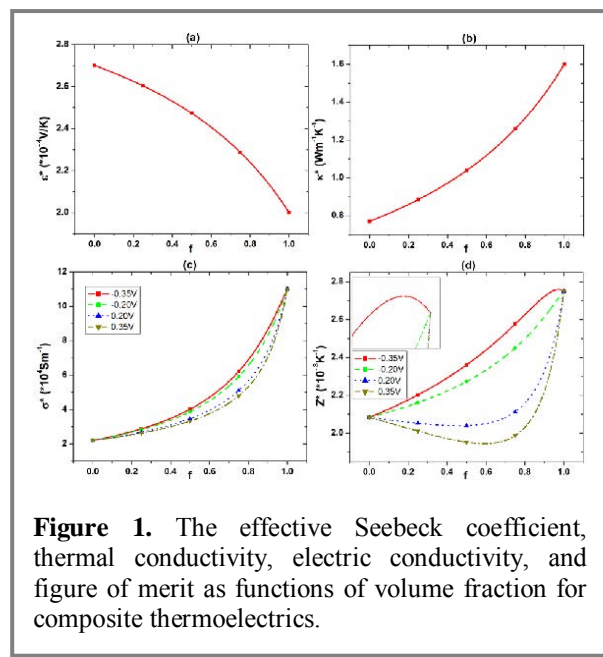 (a)
2.8
2.6
2.4
2.2
2.0
ε* (*10⁻⁴V/K)
0.0 0.2 0.4 0.6 0.8 1.0
f
(b)
1.6
1.4
1.2
1.0
0.8
κ* (Wm⁻¹K⁻¹)
0.0 0.2 0.4 0.6 0.8 1.0
f
(c)
-0.35V
-0.20V
0.20V
0.35V
11
10
8
6
4
2
σ* (*10⁴Sm⁻¹)
0.0 0.2 0.4 0.6 0.8 1.0
f
(d)
-0.35V
-0.20V
0.20V
0.35V
2.8
2.6
2.4
2.2
2.0
Z* (*10⁻³K⁻¹)
0.0 0.2 0.4 0.6 0.8 1.0
f
Figure 1. The effective Seebeck coefficient,
thermal conductivity, electric conductivity, and
figure of merit as functions of volume fraction for
composite thermoelectrics.